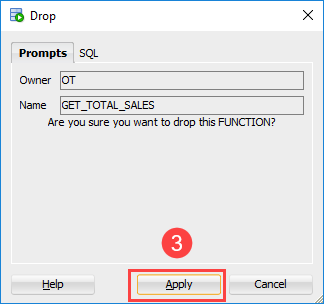 Drop
Prompts SQL
Owner OT
Name GET_TOTAL_SALES
Are you sure you want to drop this FUNCTION?
3
Help Apply Cancel